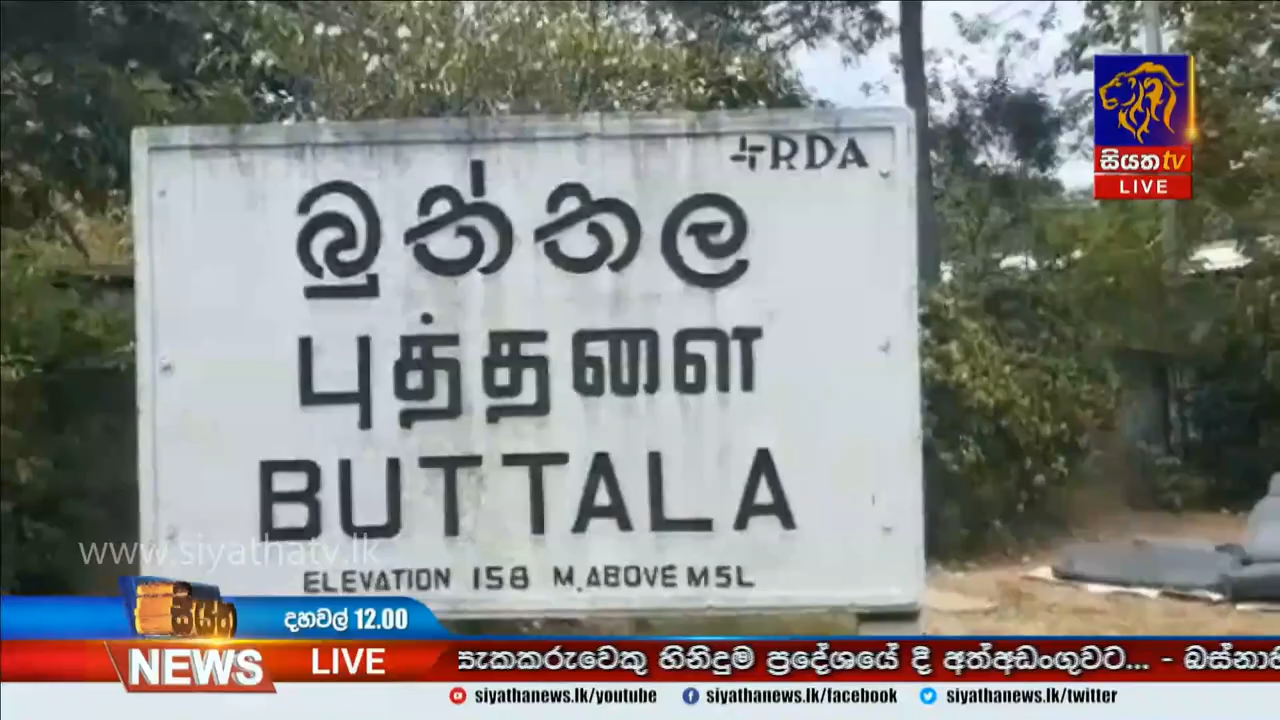 RDA
බුත්තල
புத்தளை
BUTTALA
ELEVATION 158 M. ABOVE MSL
සියත tv
LIVE
www.siyathatv.lk
සියත
දහවල් 12.00
NEWS LIVE
සැකකරුවෙකු හිනිදුම ප්‍රදේශයේ දී අත්අඩංගුවට... - බස්නාහි
siyathanews.lk/youtube siyathanews.lk/facebook siyathanews.lk/twitter